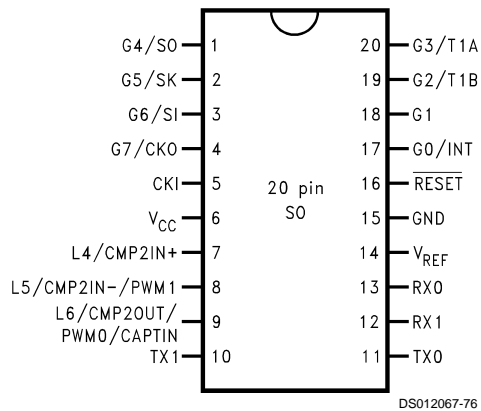 G4/SO 1 20 G3/T1A
G5/SK 2 19 G2/T1B
G6/SI 3 18 G1
G7/CKO 4 17 G0/INT
CKI 5 16 RESET
20 pin
SO
VCC 6 15 GND
L4/CMP2IN+ 7 14 VREF
L5/CMP2IN-/PWM1 8 13 RX0
L6/CMP2OUT/
PWM0/CAPTIN 9 12 RX1
TX1 10 11 TX0
DS012067-76